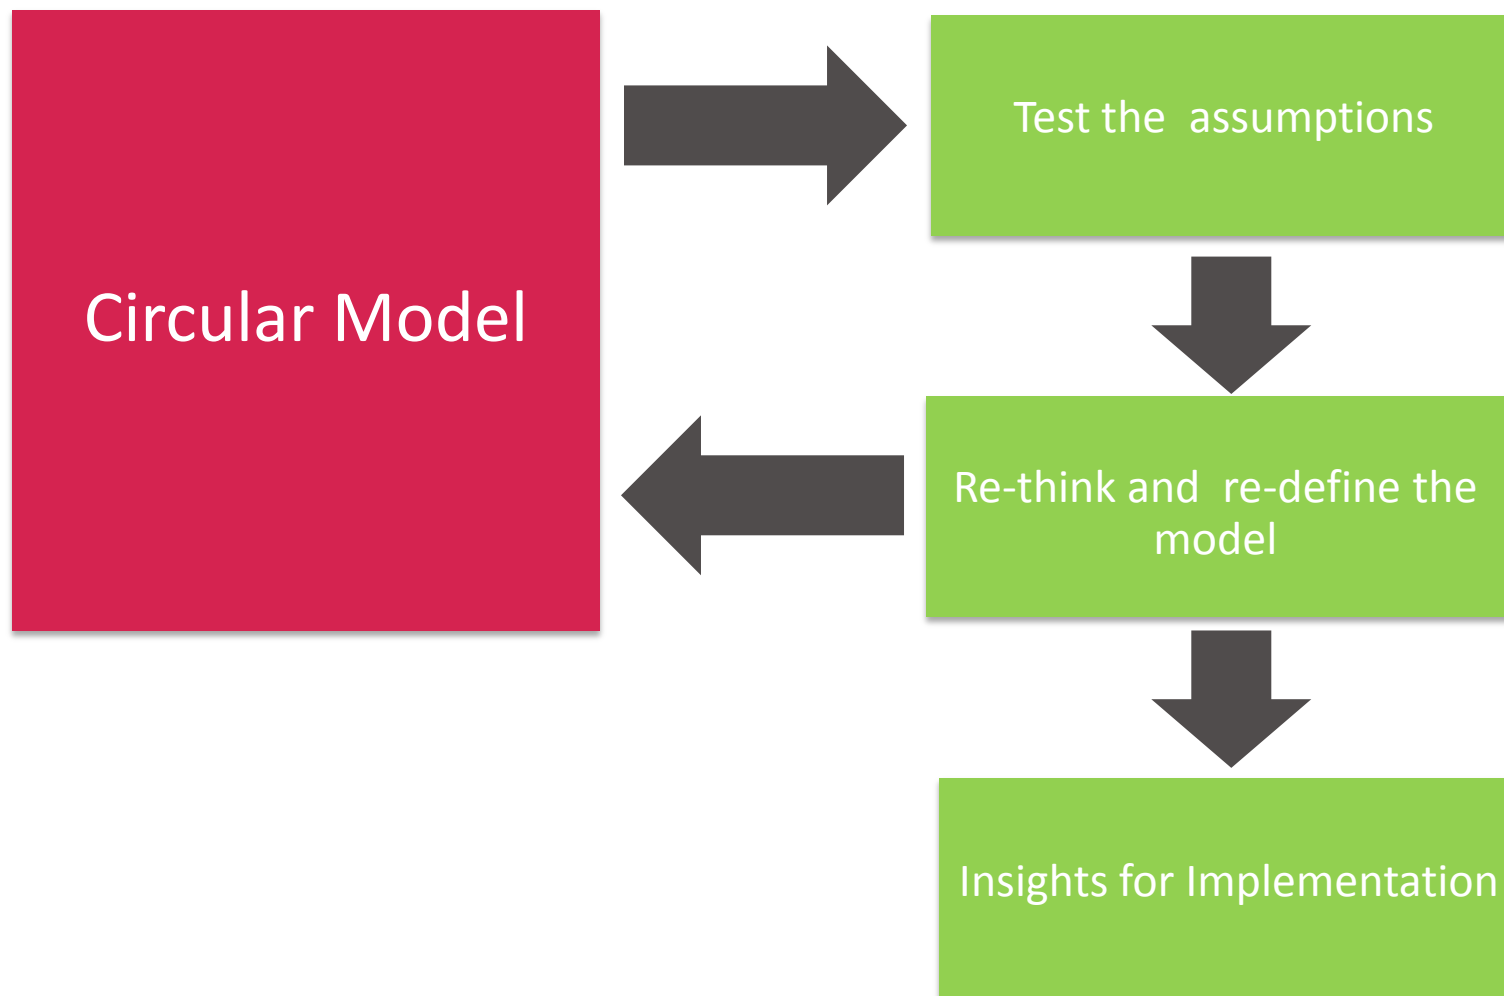 Circular Model
Test the  assumptions
Re-think and  re-define the
model
Insights for Implementation